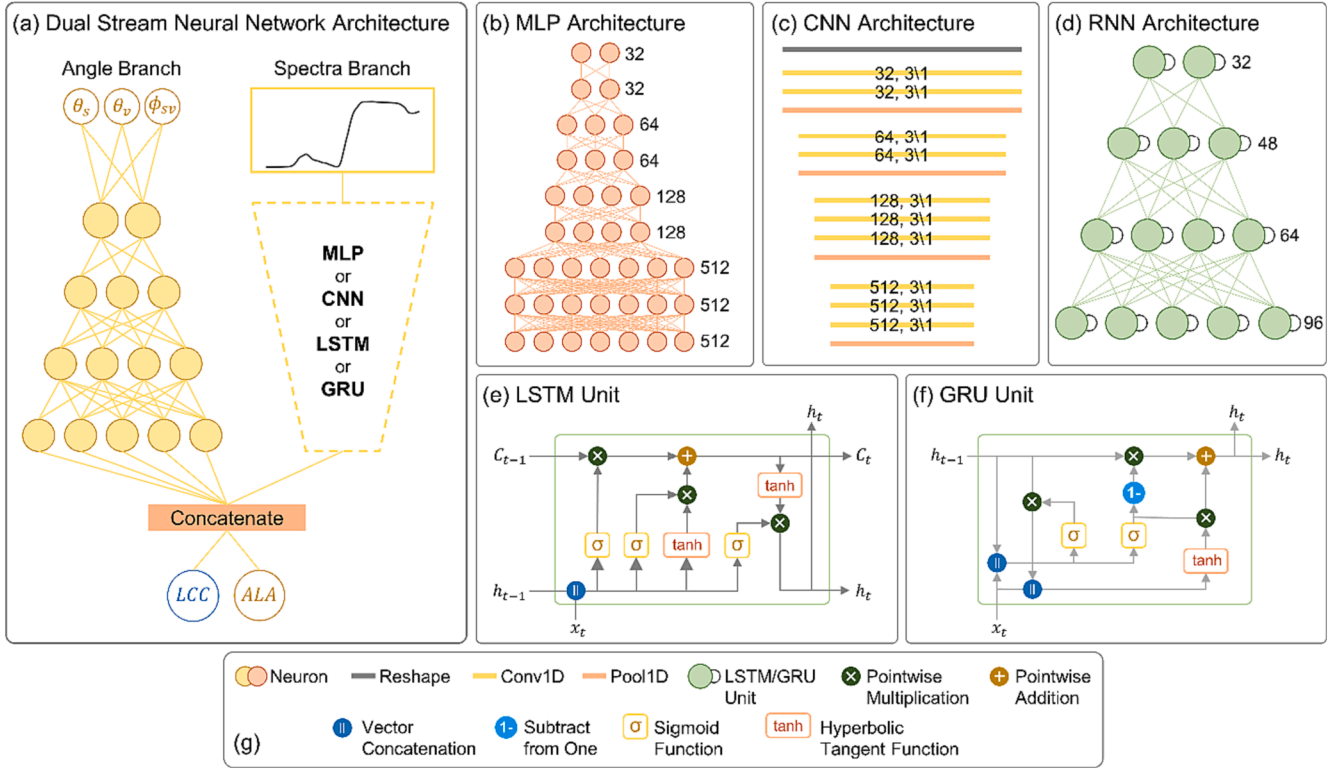 (a) Dual Stream Neural Network Architecture
Angle Branch
Spectra Branch
θₛ
θᵥ
ϕₛᵥ
MLP
or
CNN
or
LSTM
or
GRU
Concatenate
LCC
ALA
(b) MLP Architecture
32
32
64
64
128
128
512
512
512
(c) CNN Architecture
32, 3\1
32, 3\1
64, 3\1
64, 3\1
128, 3\1
128, 3\1
128, 3\1
512, 3\1
512, 3\1
512, 3\1
(d) RNN Architecture
32
48
64
96
(e) LSTM Unit
hₜ
Cₜ₋₁
×
+
Cₜ
tanh
×
×
σ
σ
tanh
σ
hₜ₋₁
||
hₜ
xₜ
(f) GRU Unit
hₜ
hₜ₋₁
×
+
hₜ
1-
×
×
σ
σ
tanh
||
||
xₜ
Neuron
Reshape
Conv1D
Pool1D
LSTM/GRU
Unit
×
Pointwise
Multiplication
+
Pointwise
Addition
(g)
||
Vector
Concatenation
1-
Subtract
from One
σ
Sigmoid
Function
tanh
Hyperbolic
Tangent Function